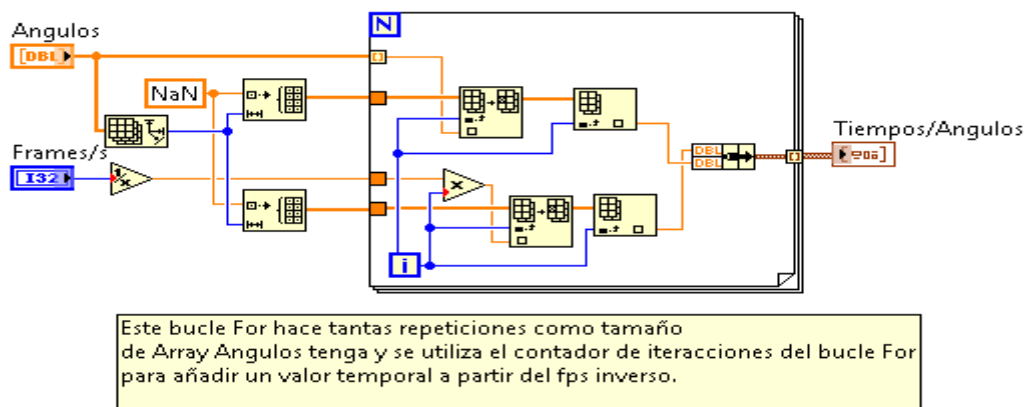 Angulos
DBL
N
NaN
Frames/s
I32
1/x
x
i
DBL
DBL
Tiempos/Angulos
Este bucle For hace tantas repeticiones como tamaño
de Array Angulos tenga y se utiliza el contador de iteracciones del bucle For
para añadir un valor temporal a partir del fps inverso.